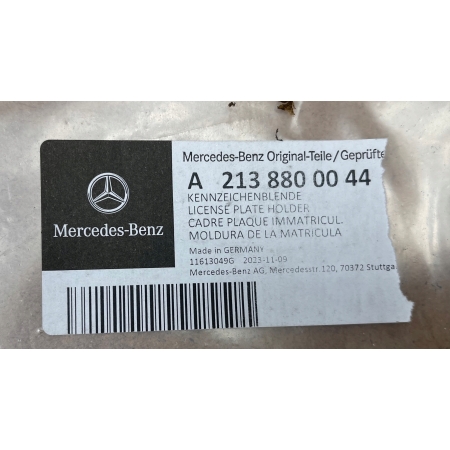 Mercedes-Benz
Mercedes-Benz Original-Teile/Geprüfte
A 213 880 00 44
KENNZEICHENBLENDE
LICENSE PLATE HOLDER
CADRE PLAQUE IMMATRICUL.
MOLDURA DE LA MATRICULA
Made in GERMANY
11613049G 2023-11-09
Mercedes-Benz AG, Mercedesstr.120, 70372 Stuttga